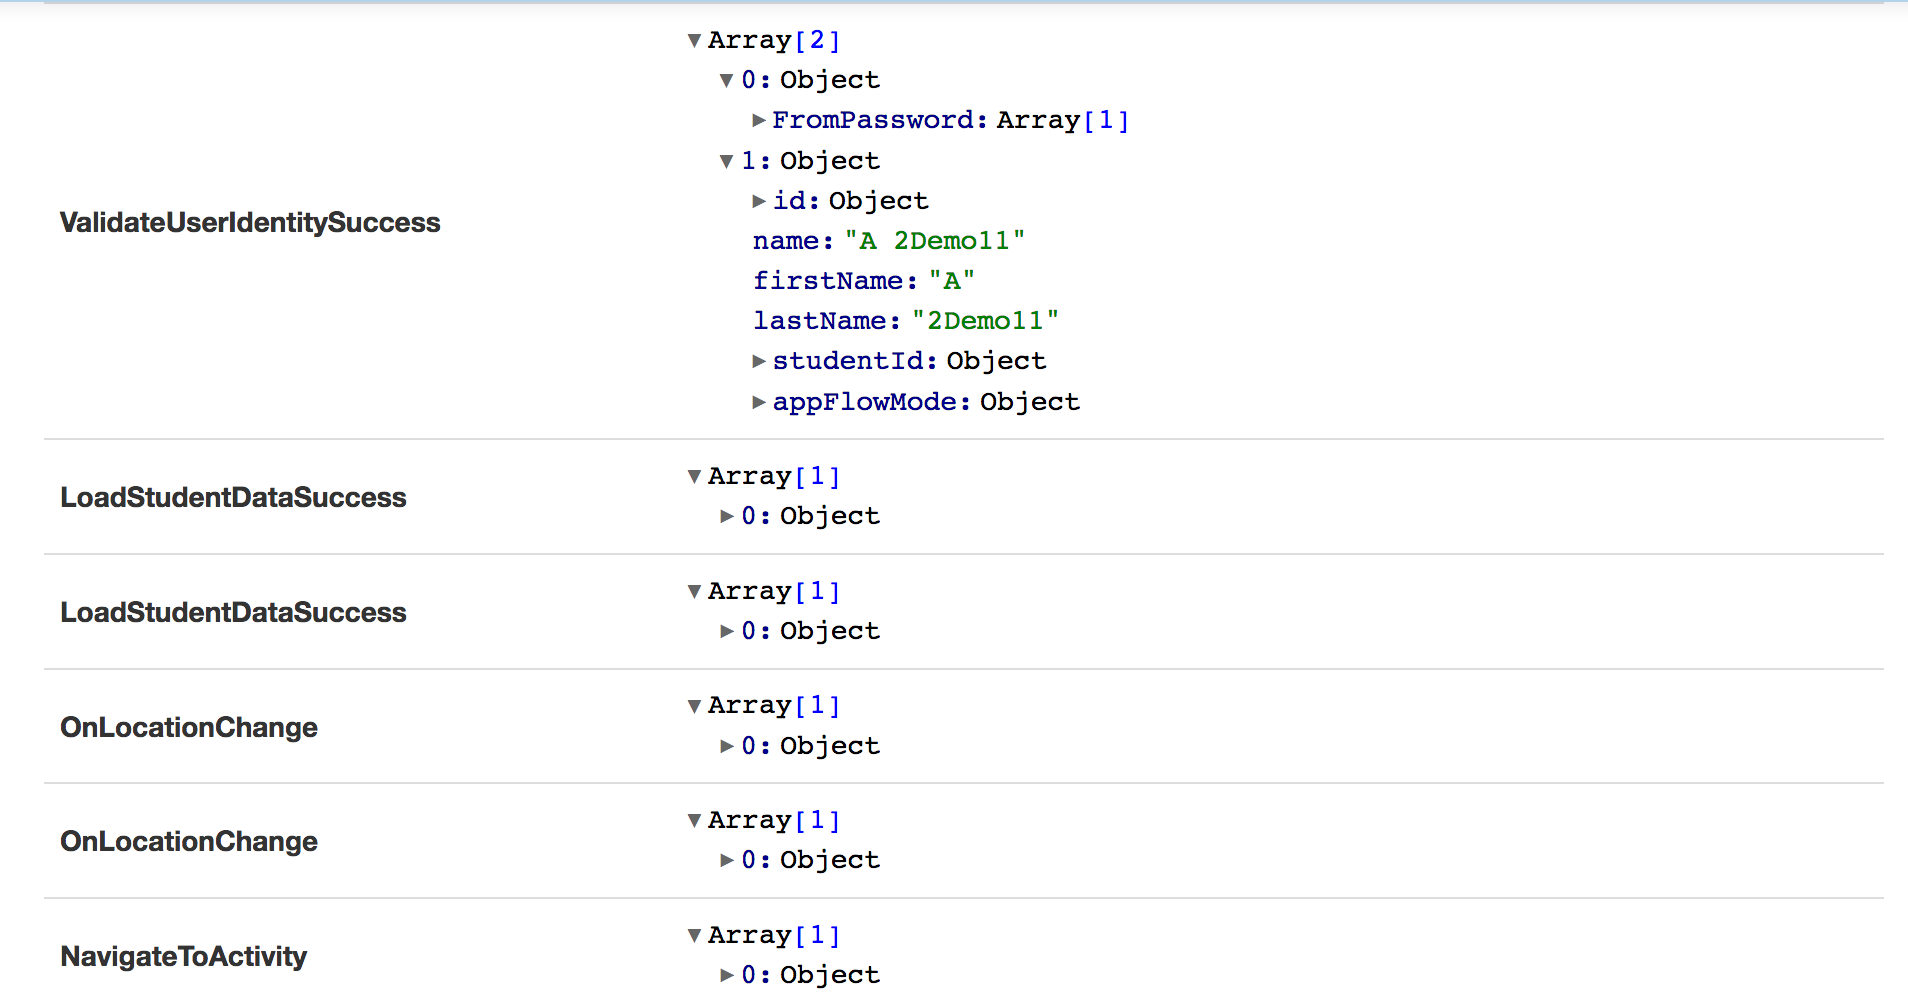 ▼ Array[2]
▼ 0: Object
▶ FromPassword: Array[1]
▼ 1: Object
▶ id: Object
ValidateUserIdentitySuccess
name: "A 2Demo11"
firstName: "A"
lastName: "2Demo11"
▶ studentId: Object
▶ appFlowMode: Object
LoadStudentDataSuccess
▼ Array[1]
▶ 0: Object
LoadStudentDataSuccess
▼ Array[1]
▶ 0: Object
OnLocationChange
▼ Array[1]
▶ 0: Object
OnLocationChange
▼ Array[1]
▶ 0: Object
NavigateToActivity
▼ Array[1]
▶ 0: Object